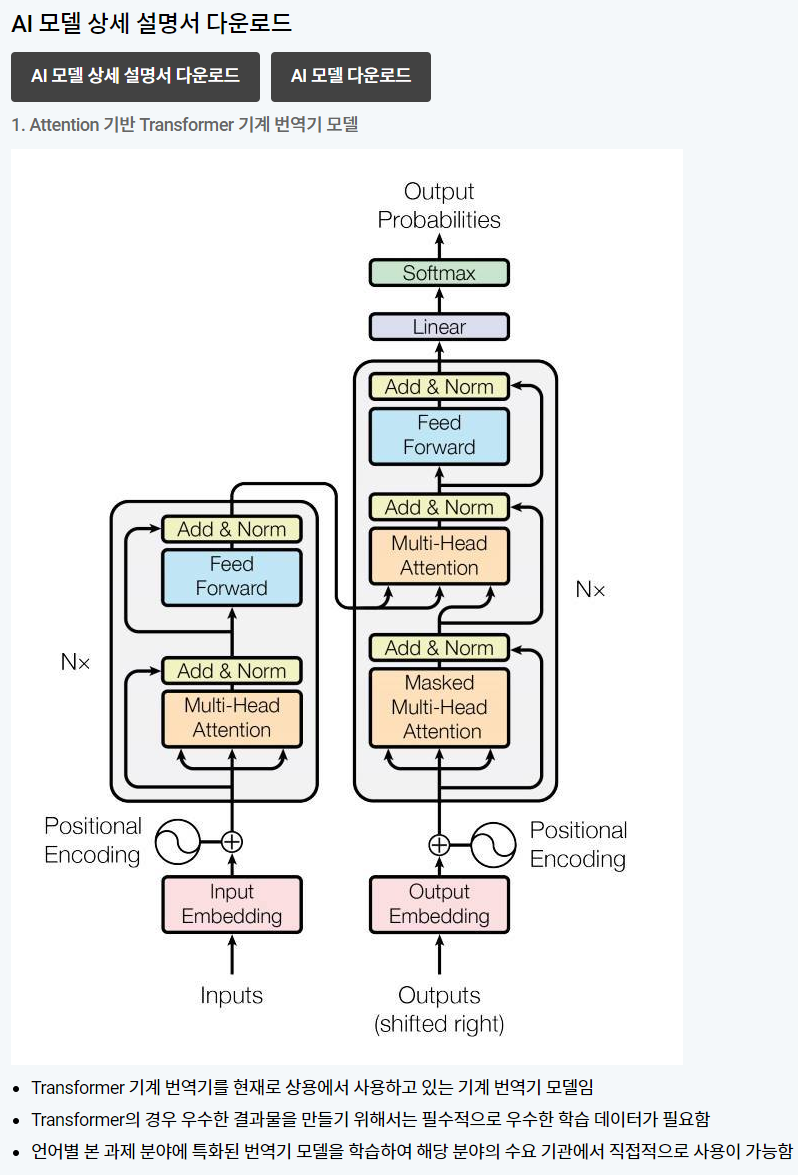 AI 모델 상세 설명서 다운로드
AI 모델 상세 설명서 다운로드
AI 모델 다운로드
1. Attention 기반 Transformer 기계 번역기 모델
Output
Probabilities
Softmax
Linear
Add & Norm
Feed
Forward
Add & Norm
Multi-Head
Attention
Nx
Add & Norm
Masked
Multi-Head
Attention
Add & Norm
Feed
Forward
Nx
Add & Norm
Multi-Head
Attention
Positional
Encoding
Positional
Encoding
Input
Embedding
Output
Embedding
Inputs
Outputs
(shifted right)
• Transformer 기계 번역기를 현재로 상용에서 사용하고 있는 기계 번역기 모델임
• Transformer의 경우 우수한 결과물을 만들기 위해서는 필수적으로 우수한 학습 데이터가 필요함
• 언어별 본 과제 분야에 특화된 번역기 모델을 학습하여 해당 분야의 수요 기관에서 직접적으로 사용이 가능함